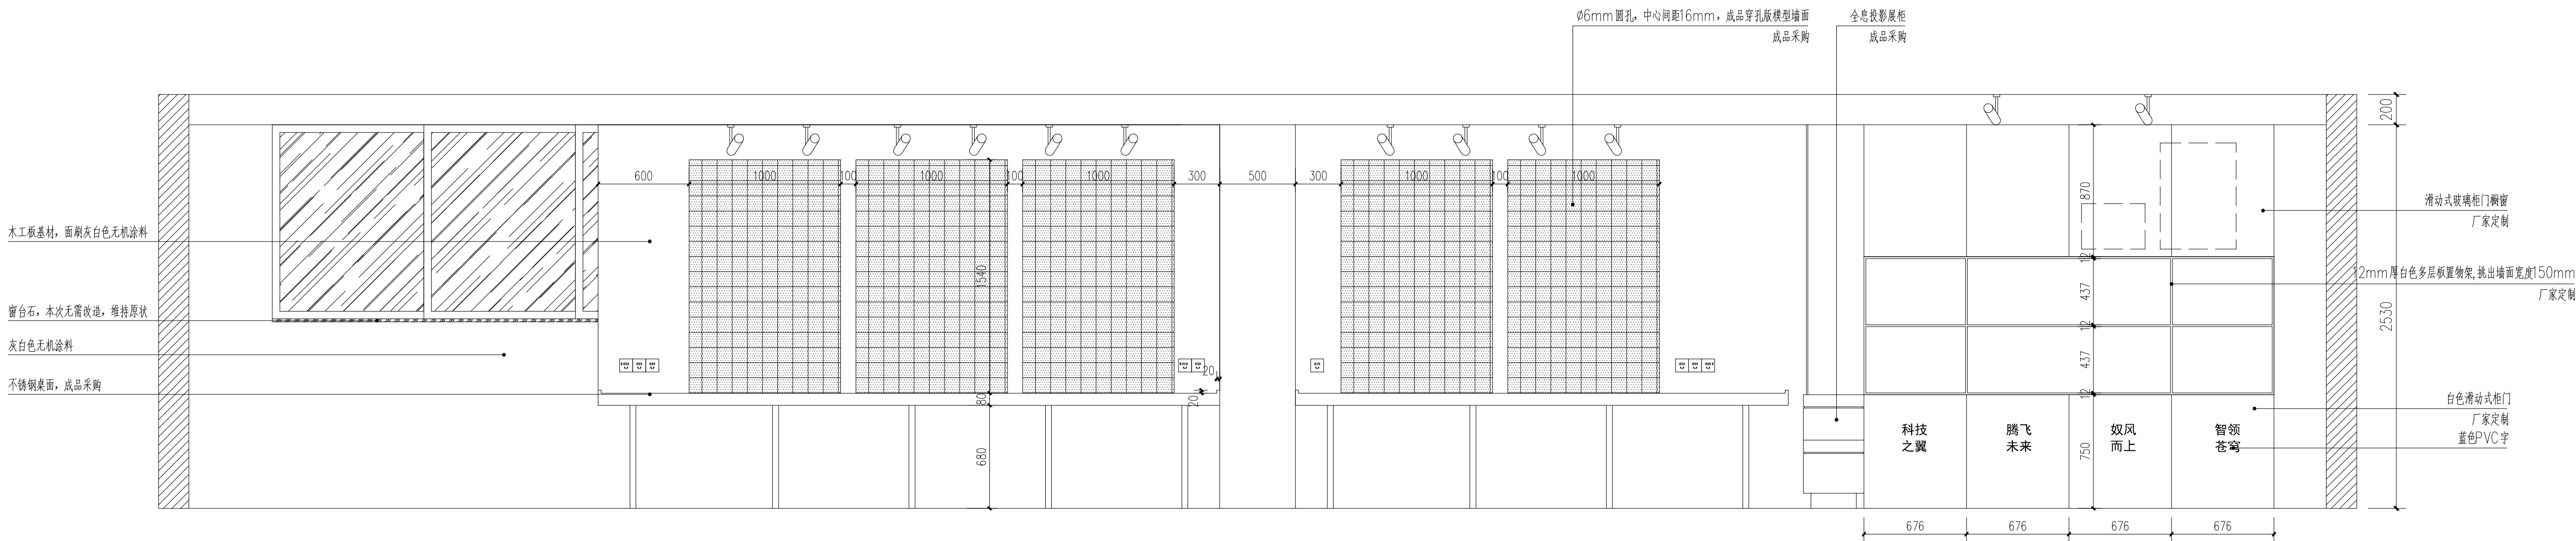 Ø6mm圆孔，中心间距16mm，成品穿孔版模型墙面
成品采购
全息投影展柜
成品采购
200
600
1000
100
1000
100
1000
300
500
300
1000
100
1000
870
滑动式玻璃柜门橱窗
厂家定制
木工板基材，面刷灰白色无机涂料
12
12mm厚白色多层板置物架,挑出墙面宽度150mm
厂家定制
1540
437
2530
窗台石，本次无需改造，维持原状
12
灰白色无机涂料
437
20
不锈钢桌面，成品采购
12
80
20
白色滑动式柜门
厂家定制
蓝色PVC字
科技
之翼
腾飞
未来
奴风
而上
智领
苍穹
680
750
676
676
676
676